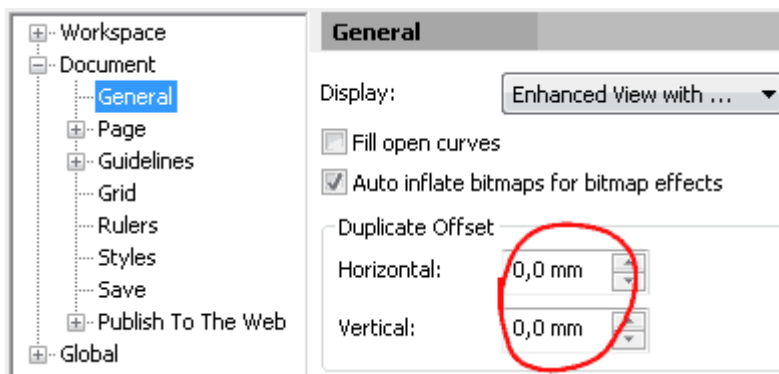 Workspace
Document
General
Page
Guidelines
Grid
Rulers
Styles
Save
Publish To The Web
Global
General
Display: Enhanced View with ...
Fill open curves
Auto inflate bitmaps for bitmap effects
Duplicate Offset
Horizontal: 0,0 mm
Vertical: 0,0 mm